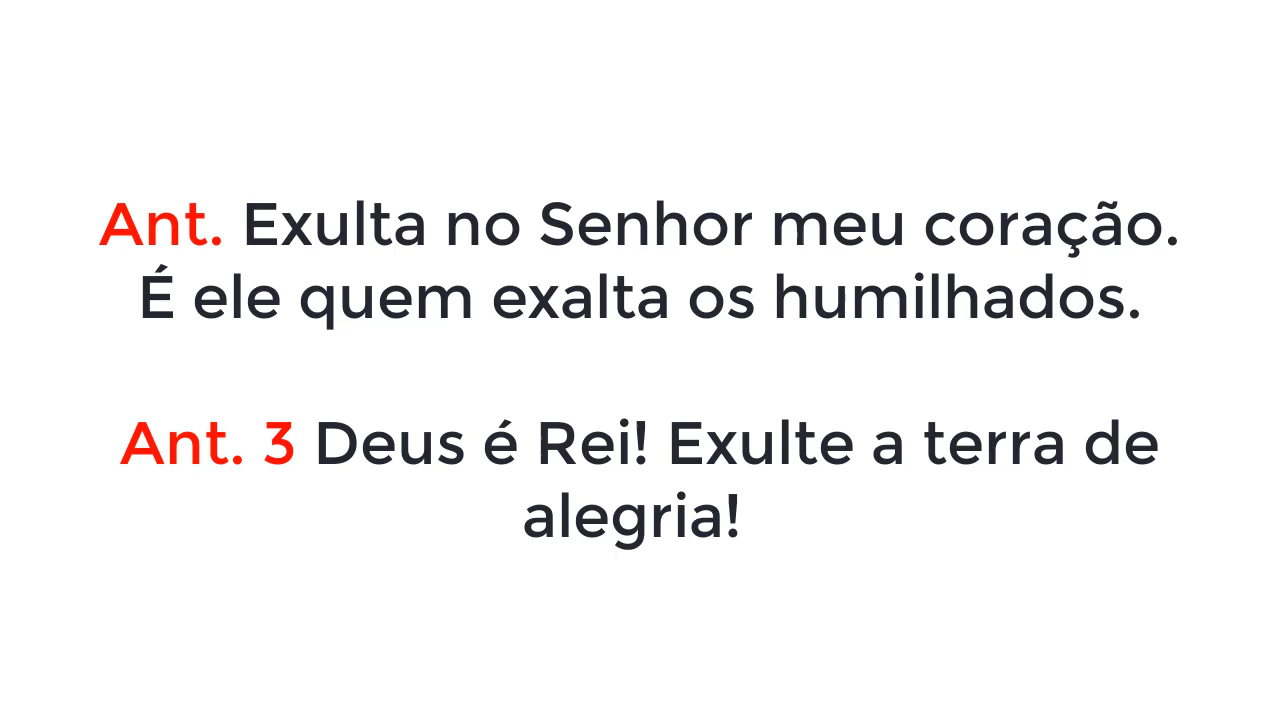 Ant. Exulta no Senhor meu coração.
É ele quem exalta os humilhados.
Ant. 3 Deus é Rei! Exulte a terra de
alegria!